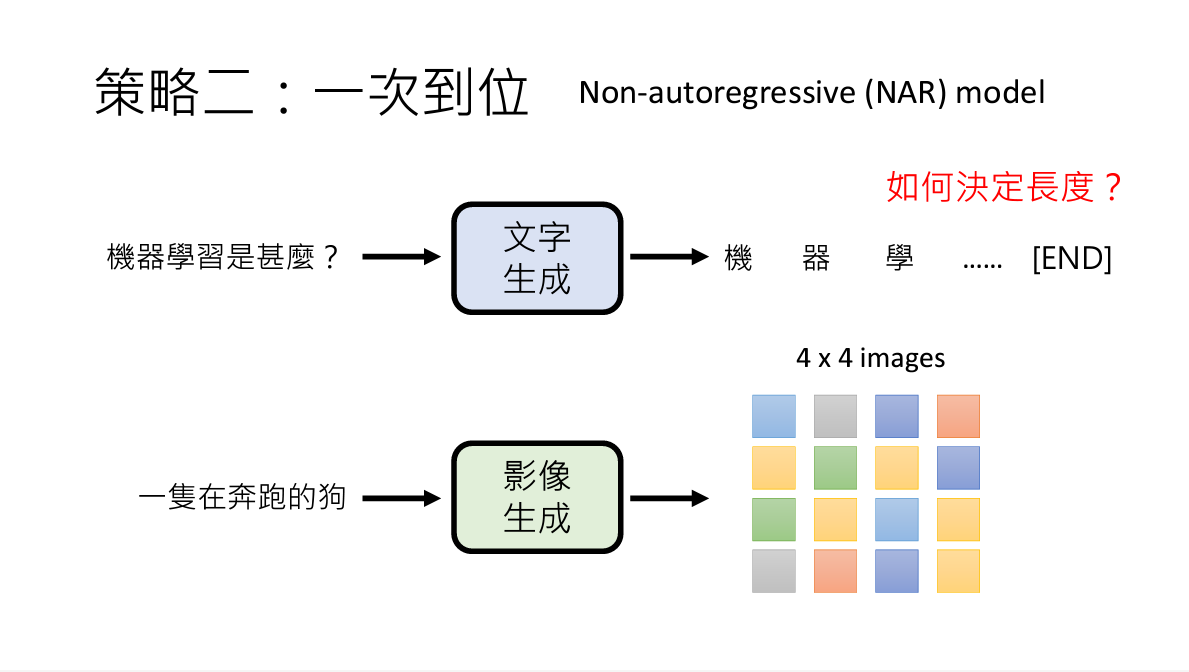 策略二：一次到位 Non-autoregressive (NAR) model
如何決定長度？
機器學習是甚麼？
文字
生成
機 器 學 …… [END]
4 x 4 images
一隻在奔跑的狗
影像
生成